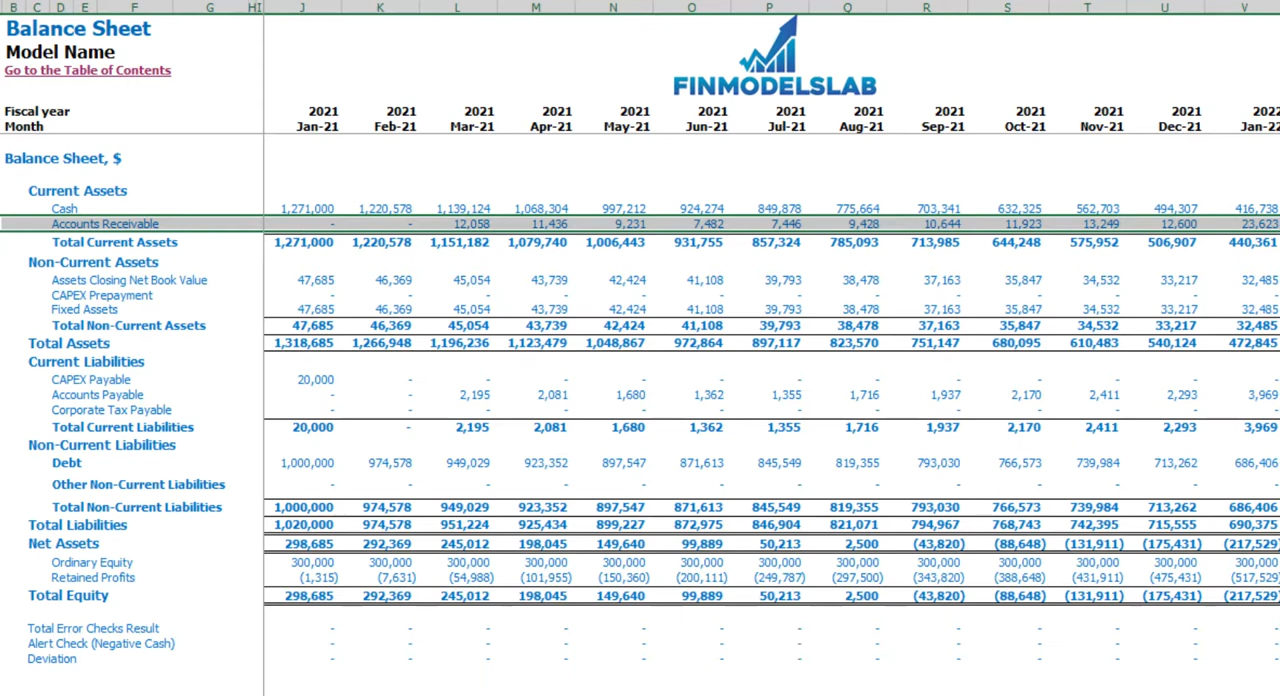 B C D E F G HI J K L M N O P Q R S T U V
Balance Sheet
Model Name
Go to the Table of Contents
FINMODELSLAB
Fiscal year 2021 2021 2021 2021 2021 2021 2021 2021 2021 2021 2021 2021 2022
Month Jan-21 Feb-21 Mar-21 Apr-21 May-21 Jun-21 Jul-21 Aug-21 Sep-21 Oct-21 Nov-21 Dec-21 Jan-22
Balance Sheet, $
Current Assets
Cash 1,271,000 1,220,578 1,139,124 1,068,304 997,212 924,274 849,878 775,664 703,341 632,325 562,703 494,307 416,738
Accounts Receivable - - 12,058 11,436 9,231 7,482 7,446 9,428 10,644 11,923 13,249 12,600 23,623
Total Current Assets 1,271,000 1,220,578 1,151,182 1,079,740 1,006,443 931,755 857,324 785,093 713,985 644,248 575,952 506,907 440,361
Non-Current Assets
Assets Closing Net Book Value 47,685 46,369 45,054 43,739 42,424 41,108 39,793 38,478 37,163 35,847 34,532 33,217 32,485
CAPEX Prepayment - - - - - - - - - - - - -
Fixed Assets 47,685 46,369 45,054 43,739 42,424 41,108 39,793 38,478 37,163 35,847 34,532 33,217 32,485
Total Non-Current Assets 47,685 46,369 45,054 43,739 42,424 41,108 39,793 38,478 37,163 35,847 34,532 33,217 32,485
Total Assets 1,318,685 1,266,948 1,196,236 1,123,479 1,048,867 972,864 897,117 823,570 751,147 680,095 610,483 540,124 472,845
Current Liabilities
CAPEX Payable 20,000 - - - - - - - - - - - -
Accounts Payable - - 2,195 2,081 1,680 1,362 1,355 1,716 1,937 2,170 2,411 2,293 3,969
Corporate Tax Payable - - - - - - - - - - - - -
Total Current Liabilities 20,000 - 2,195 2,081 1,680 1,362 1,355 1,716 1,937 2,170 2,411 2,293 3,969
Non-Current Liabilities
Debt 1,000,000 974,578 949,029 923,352 897,547 871,613 845,549 819,355 793,030 766,573 739,984 713,262 686,406
Other Non-Current Liabilities - - - - - - - - - - - - -
Total Non-Current Liabilities 1,000,000 974,578 949,029 923,352 897,547 871,613 845,549 819,355 793,030 766,573 739,984 713,262 686,406
Total Liabilities 1,020,000 974,578 951,224 925,434 899,227 872,975 846,904 821,071 794,967 768,743 742,395 715,555 690,375
Net Assets 298,685 292,369 245,012 198,045 149,640 99,889 50,213 2,500 (43,820) (88,648) (131,911) (175,431) (217,529
Ordinary Equity 300,000 300,000 300,000 300,000 300,000 300,000 300,000 300,000 300,000 300,000 300,000 300,000 300,000
Retained Profits (1,315) (7,631) (54,988) (101,955) (150,360) (200,111) (249,787) (297,500) (343,820) (388,648) (431,911) (475,431) (517,529
Total Equity 298,685 292,369 245,012 198,045 149,640 99,889 50,213 2,500 (43,820) (88,648) (131,911) (175,431) (217,529
Total Error Checks Result - - - - - - - - - - - - -
Alert Check (Negative Cash) - - - - - - - - - - - - -
Deviation - - - - - - - - - - - - -